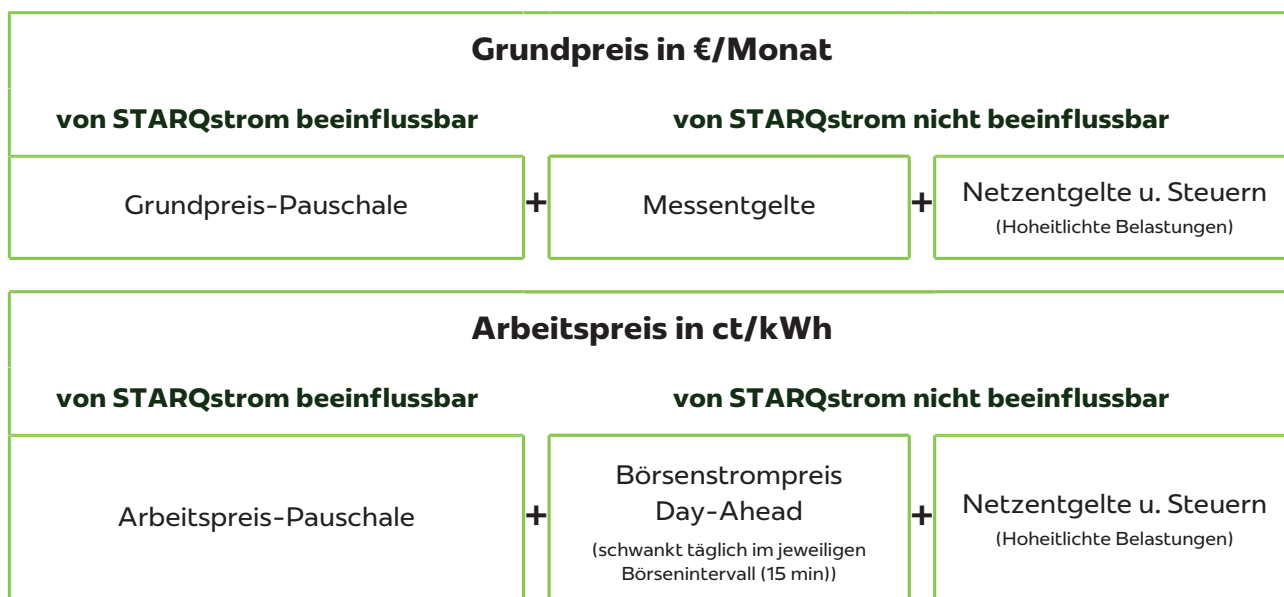 Grundpreis in €/Monat
von STARQstrom beeinflussbar
von STARQstrom nicht beeinflussbar
Grundpreis-Pauschale
+
Messentgelte
+
Netzentgelte u. Steuern
(Hoheitlichte Belastungen)
Arbeitspreis in ct/kWh
von STARQstrom beeinflussbar
von STARQstrom nicht beeinflussbar
Arbeitspreis-Pauschale
+
Börsenstrompreis
Day-Ahead
(schwankt täglich im jeweiligen
Börsenintervall (15 min))
+
Netzentgelte u. Steuern
(Hoheitlichte Belastungen)